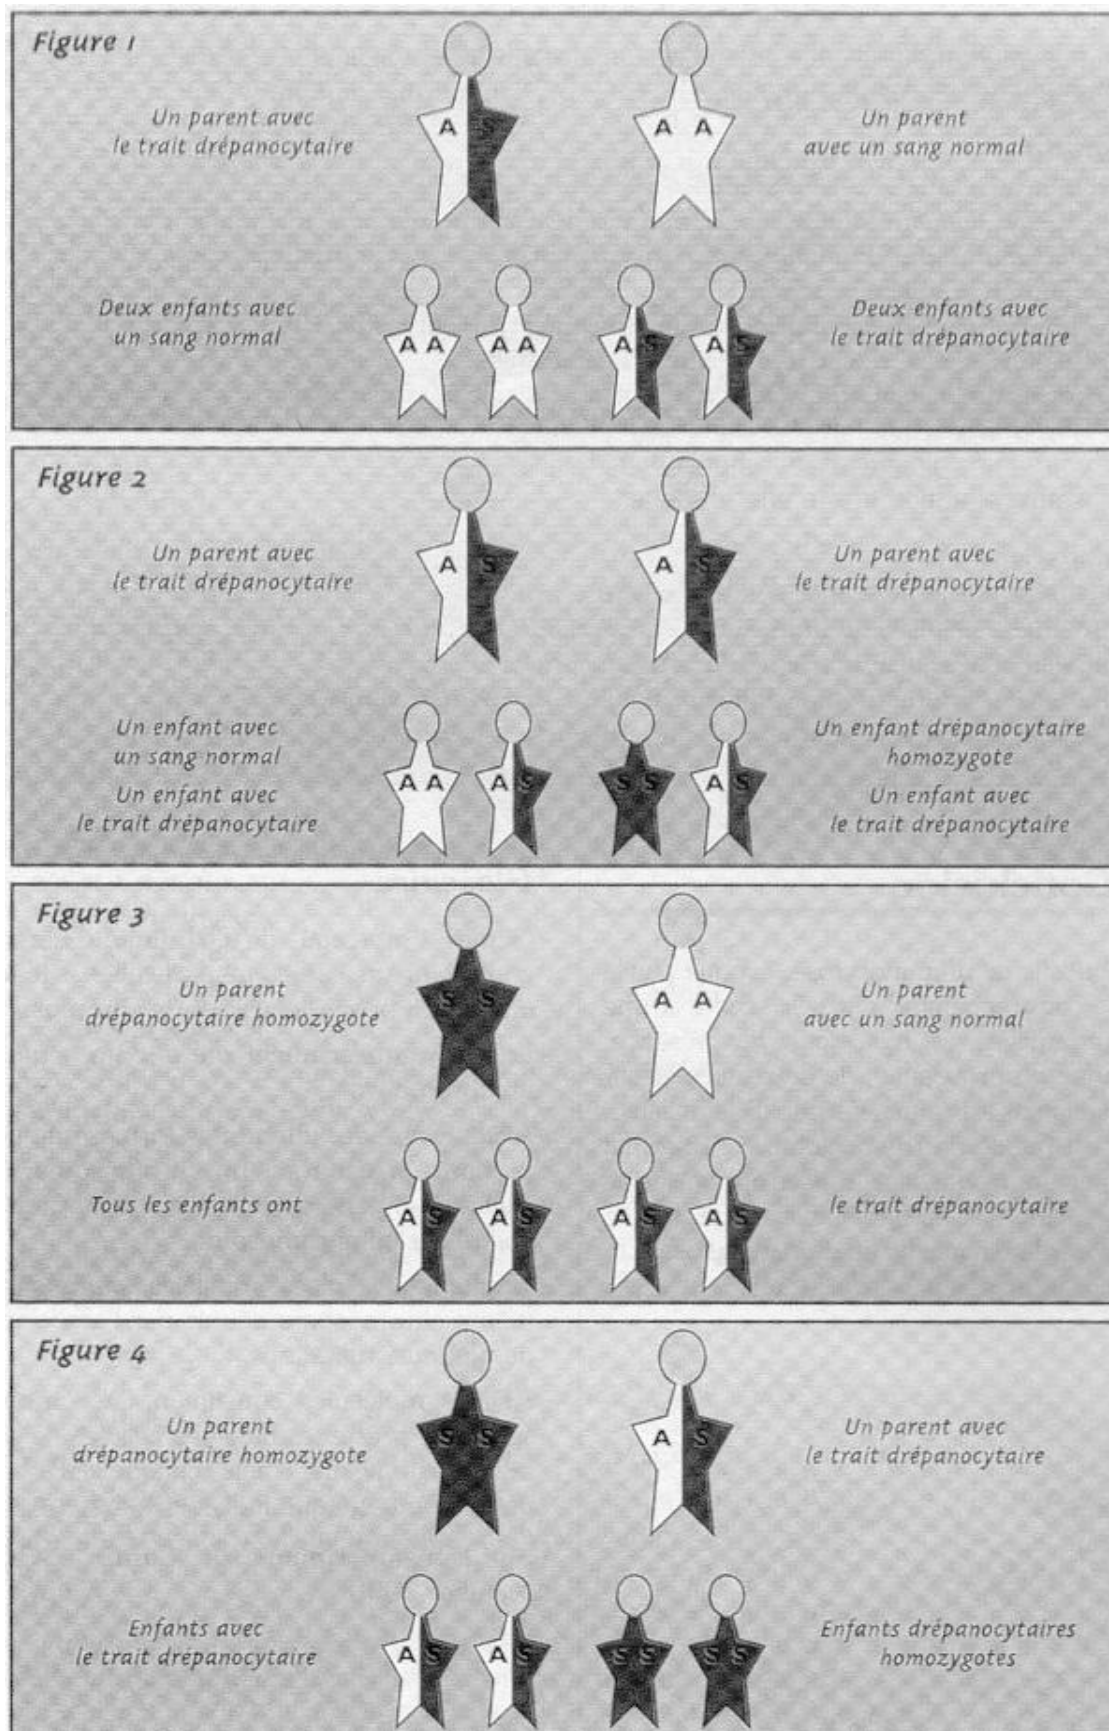 Figure 1
Un parent avec
le trait drépanocytaire
A S
A A
Un parent
avec un sang normal
Deux enfants avec
un sang normal
A A
A A
A S
A S
Deux enfants avec
le trait drépanocytaire
Figure 2
Un parent avec
le trait drépanocytaire
A S
A S
Un parent avec
le trait drépanocytaire
Un enfant avec
un sang normal
Un enfant avec
le trait drépanocytaire
A A
A S
S S
A S
Un enfant drépanocytaire
homozygote
Un enfant avec
le trait drépanocytaire
Figure 3
Un parent
drépanocytaire homozygote
S S
A A
Un parent
avec un sang normal
Tous les enfants ont
A S
A S
A S
A S
le trait drépanocytaire
Figure 4
Un parent
drépanocytaire homozygote
S S
A S
Un parent avec
le trait drépanocytaire
Enfants avec
le trait drépanocytaire
A S
A S
S S
S S
Enfants drépanocytaires
homozygotes